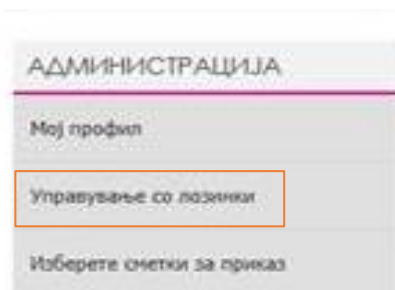 АДМИНИСТРАЦИЈА
Мој профил
Управување со лозинки
Изберете сметки за приказ